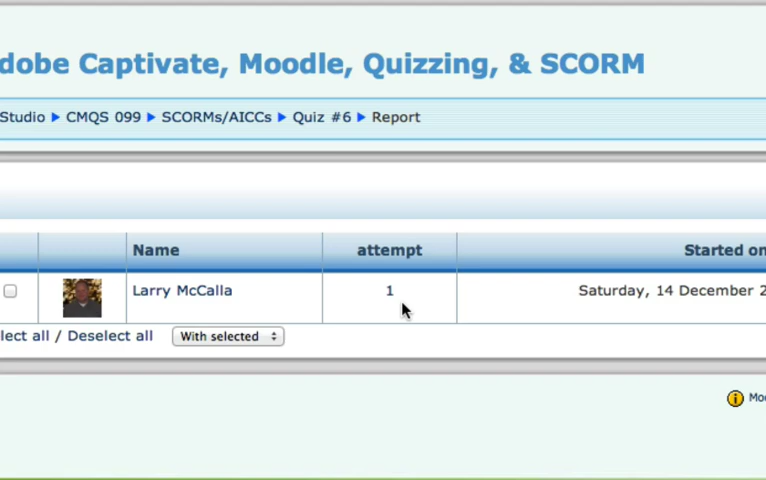 dobe Captivate, Moodle, Quizzing, & SCORM
Studio ▶ CMQS 099 ▶ SCORMs/AICCs ▶ Quiz #6 ▶ Report
Name attempt Started on
Larry McCalla 1 Saturday, 14 December 2
lect all / Deselect all With selected
Moo